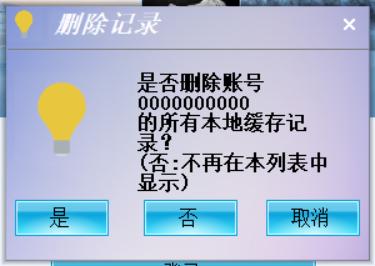 删除记录
是否删除账号
0000000000
的所有本地缓存记
录?
(否:不再在本列表中
显示)
是 否 取消